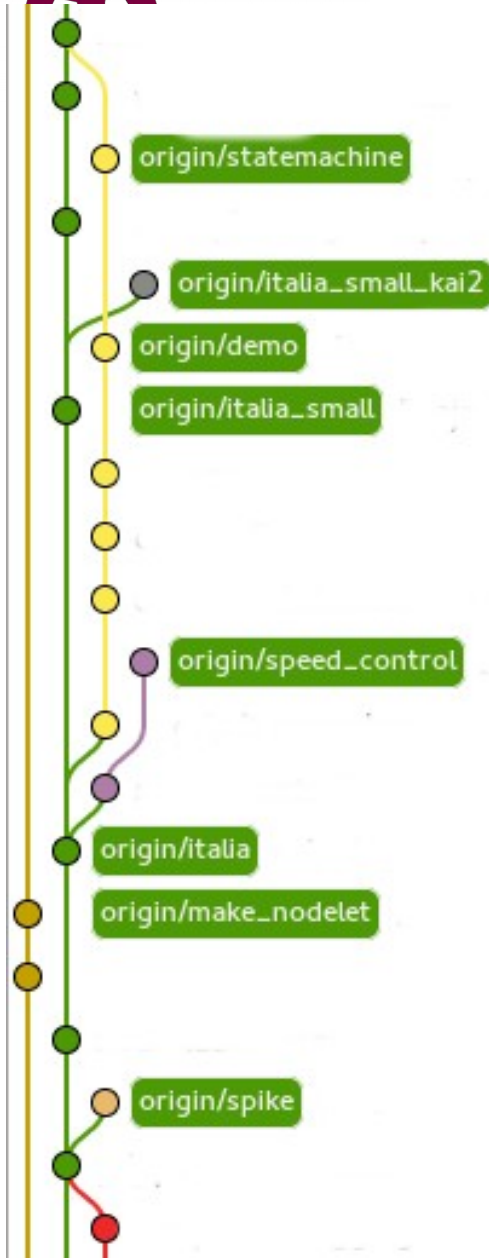 origin/statemachine
origin/italia_small_kai2
origin/demo
origin/italia_small
origin/speed_control
origin/italia
origin/make_nodelet
origin/spike